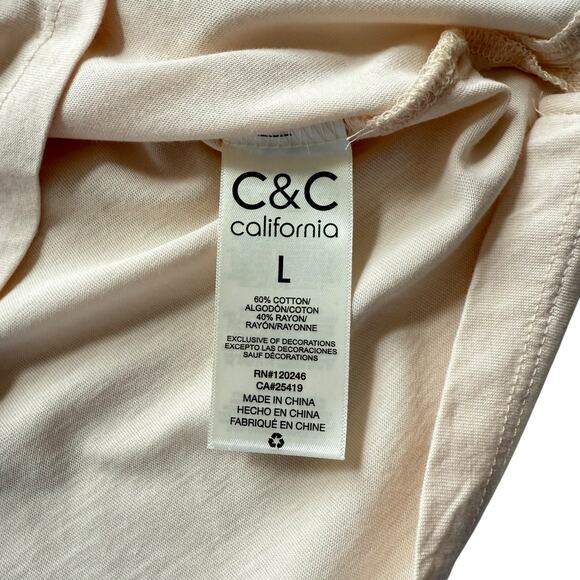 C&C
california
L
60% COTTON/
ALGODÓN/COTON
40% RAYON/
RAYÓN/RAYONNE
EXCLUSIVE OF DECORATIONS
EXCEPTO LAS DECORACIONES
SAUF DÉCORATIONS
RN#120246
CA#25419
MADE IN CHINA
HECHO EN CHINA
FABRIQUÉ EN CHINE